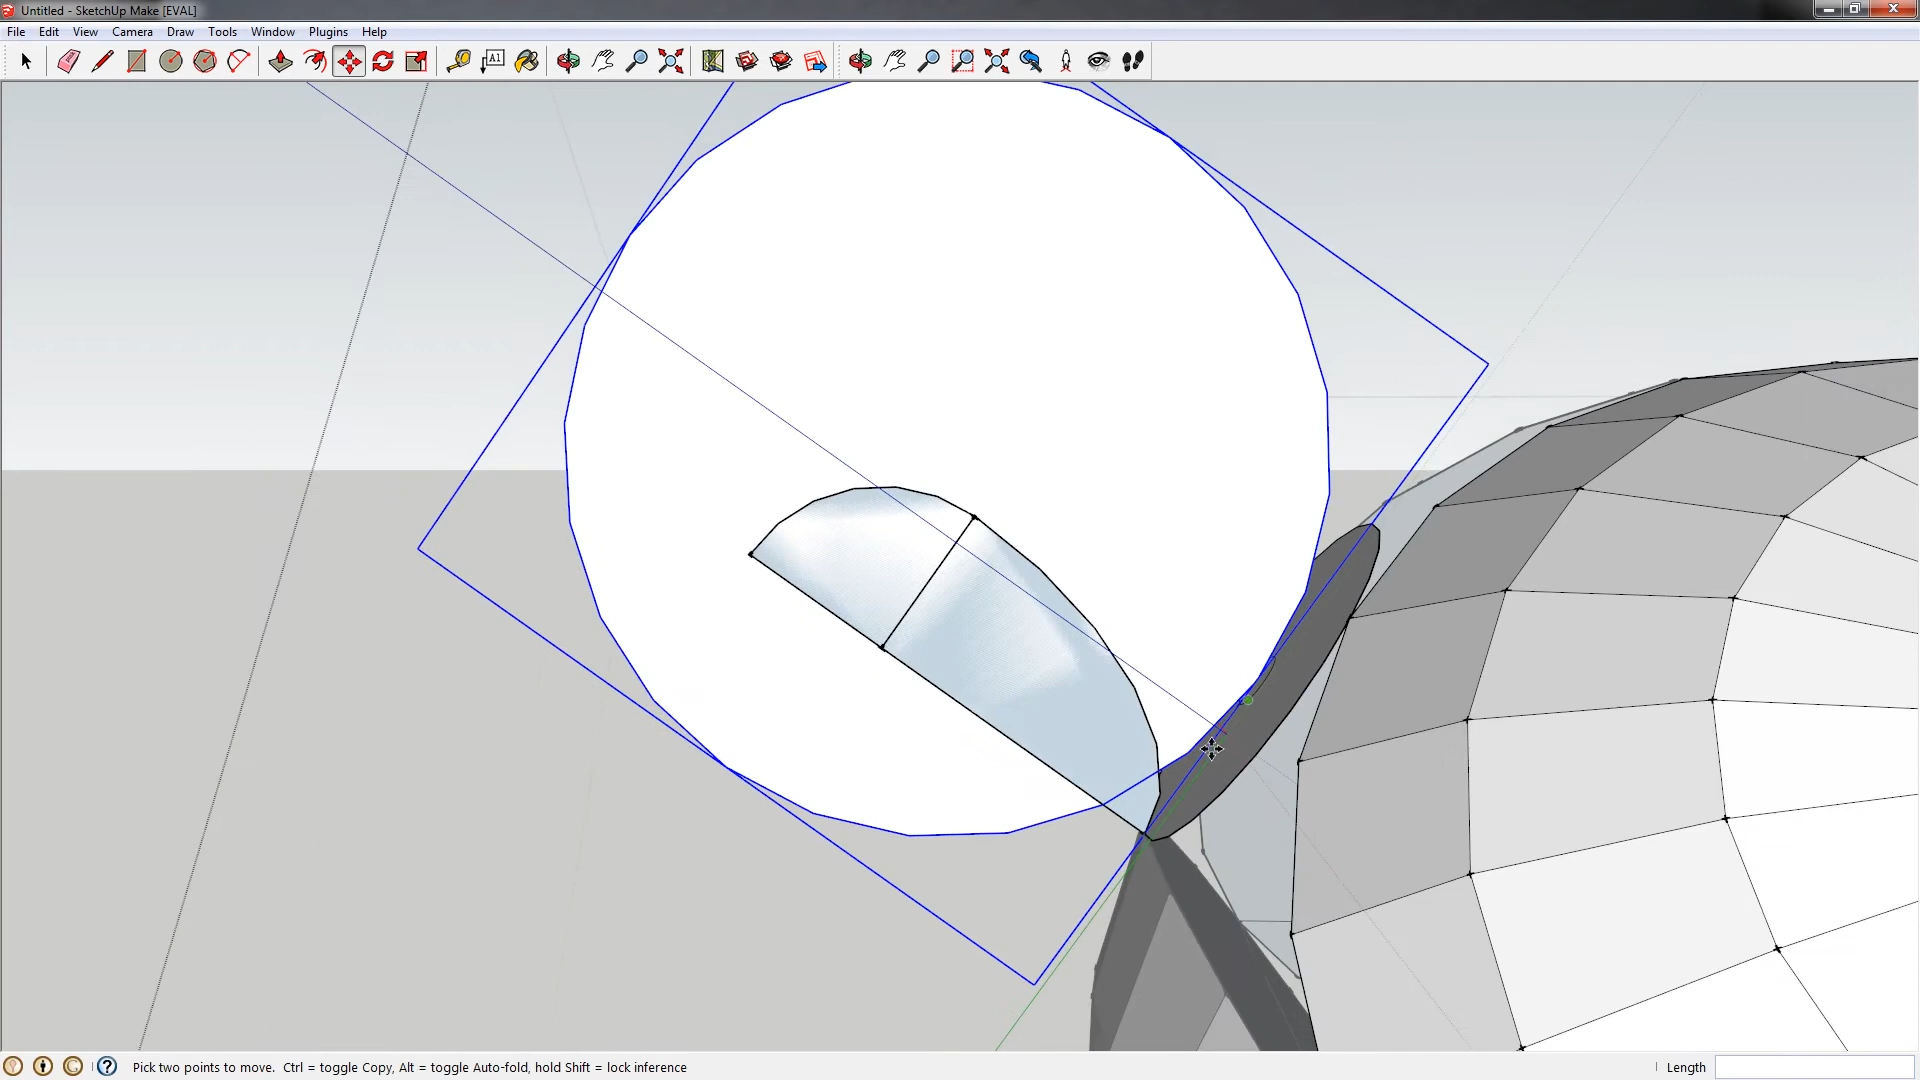 Untitled - SketchUp Make [EVAL]
File Edit View Camera Draw Tools Window Plugins Help
A1
Pick two points to move. Ctrl = toggle Copy, Alt = toggle Auto-fold, hold Shift = lock inference
Length